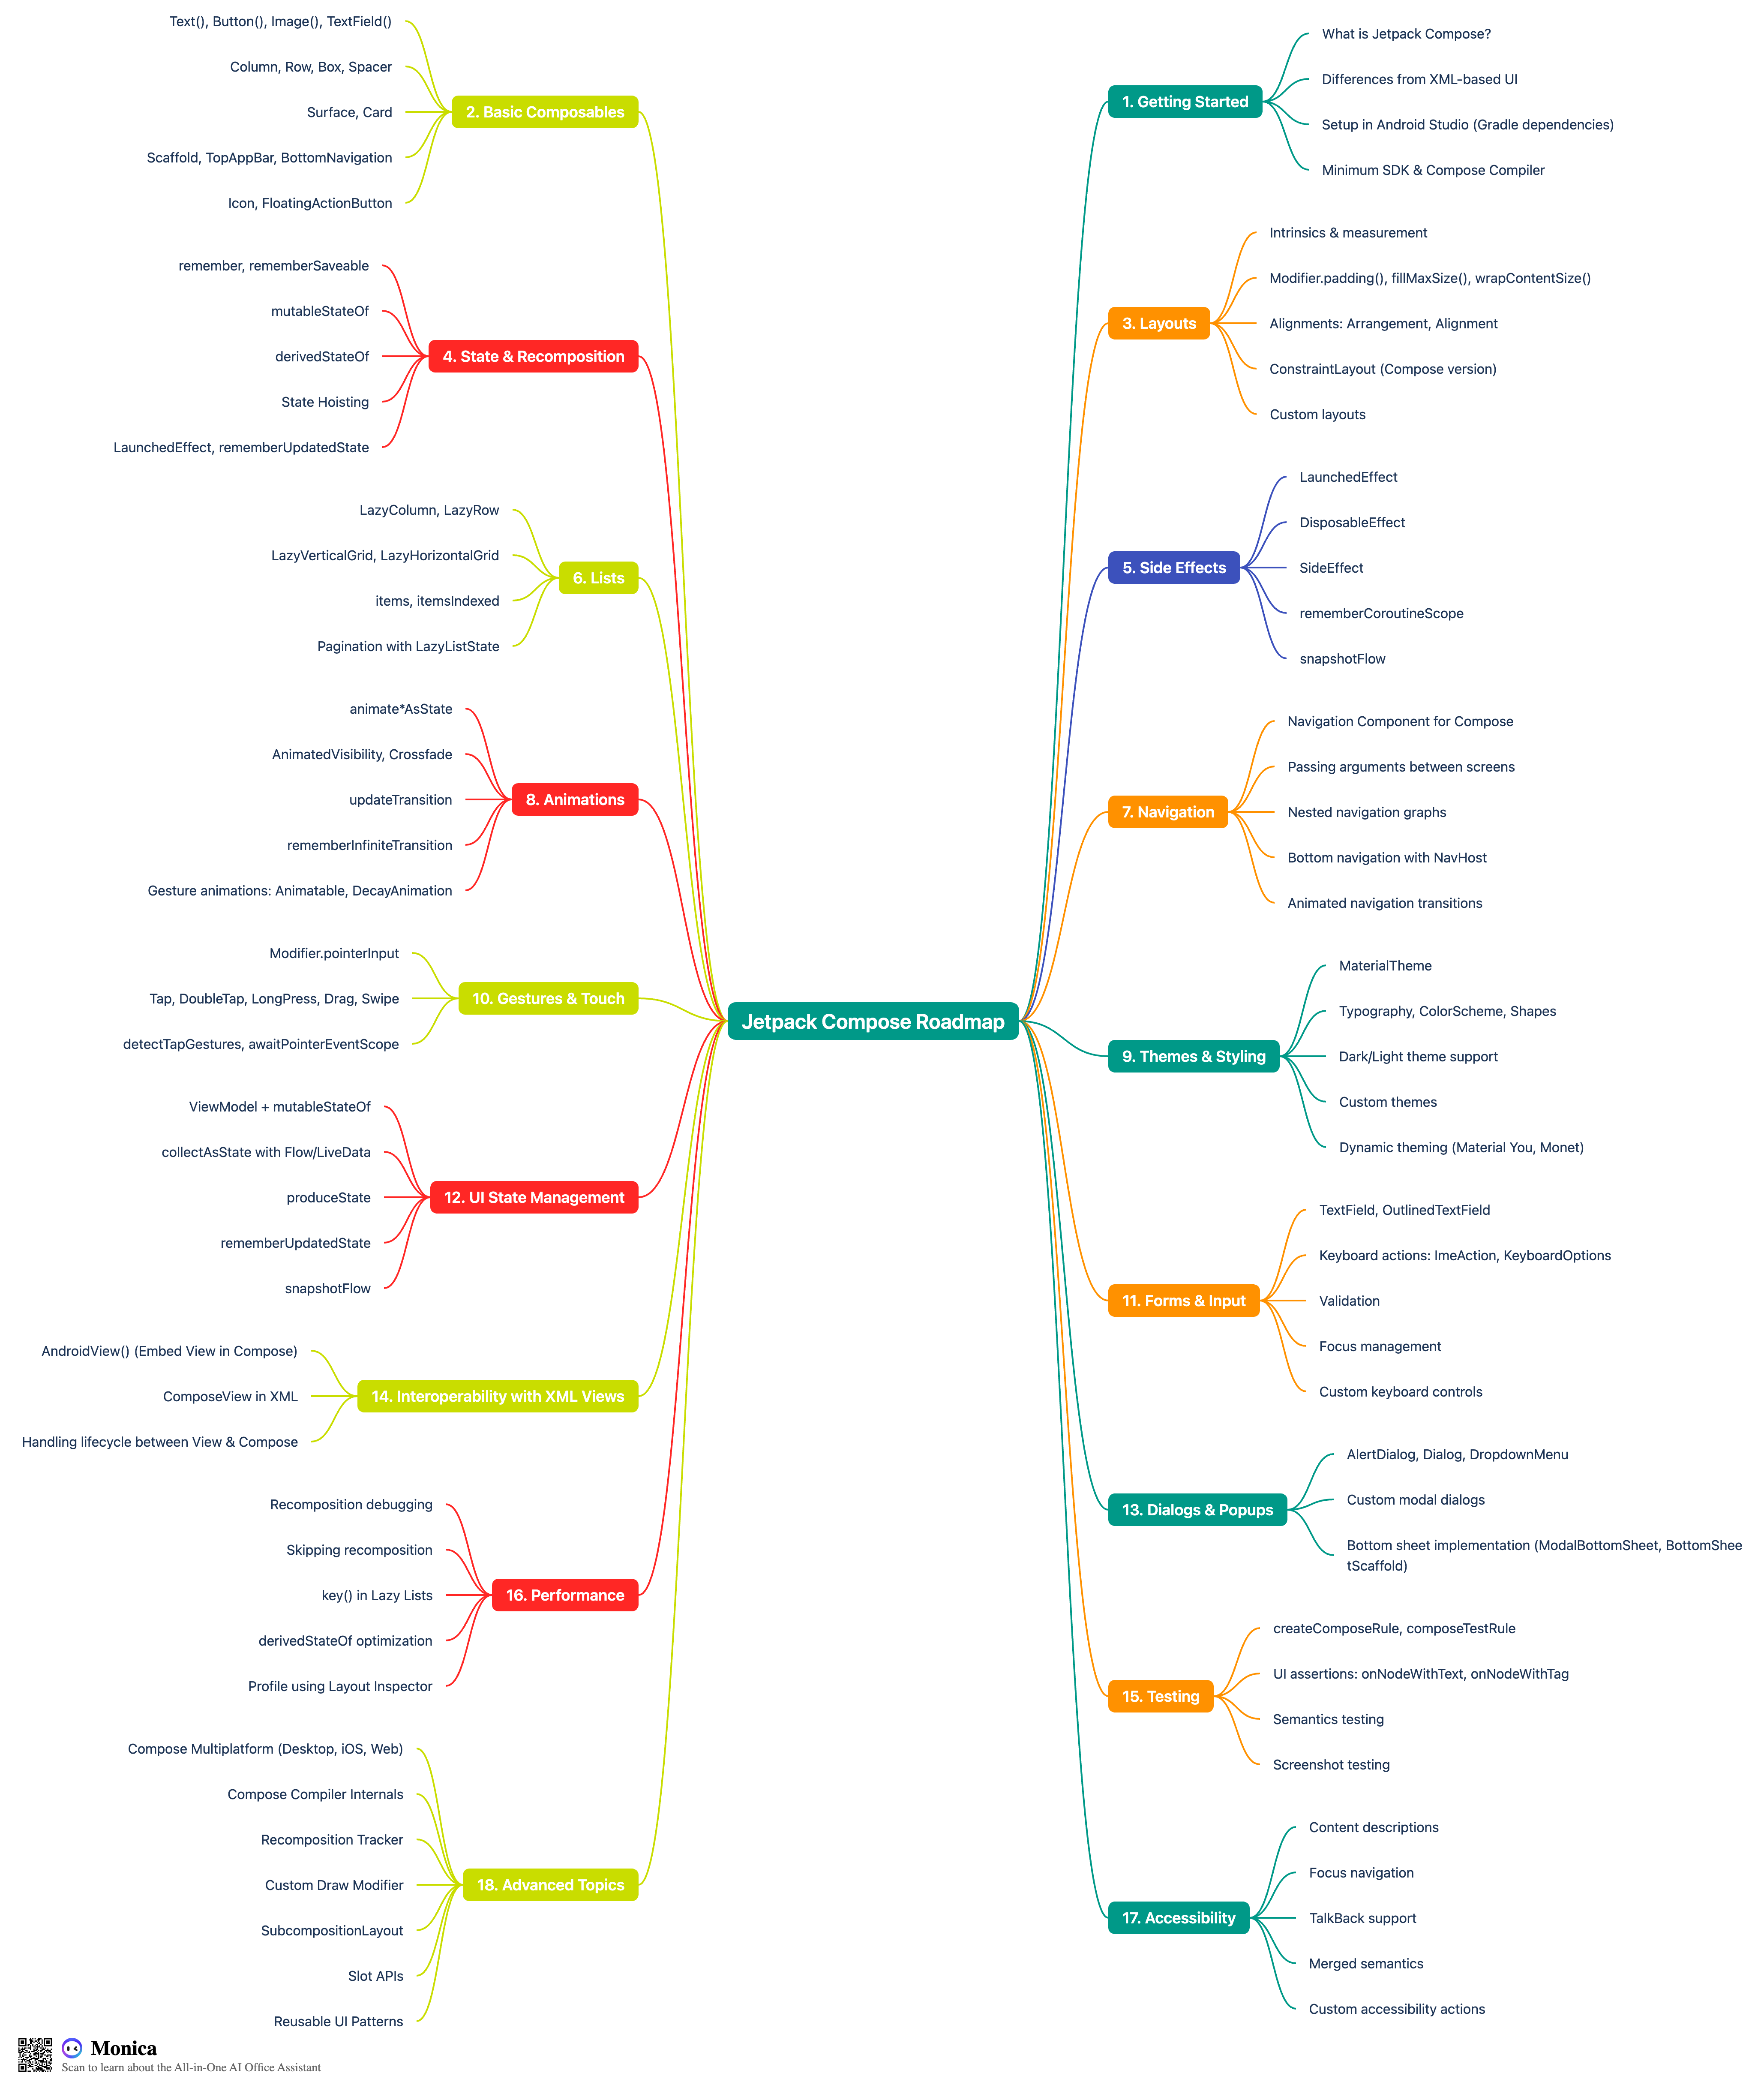 Jetpack Compose Roadmap
1. Getting Started
What is Jetpack Compose?
Differences from XML-based UI
Setup in Android Studio (Gradle dependencies)
Minimum SDK & Compose Compiler
2. Basic Composables
Text(), Button(), Image(), TextField()
Column, Row, Box, Spacer
Surface, Card
Scaffold, TopAppBar, BottomNavigation
Icon, FloatingActionButton
3. Layouts
Intrinsics & measurement
Modifier.padding(), fillMaxSize(), wrapContentSize()
Alignments: Arrangement, Alignment
ConstraintLayout (Compose version)
Custom layouts
4. State & Recomposition
remember, rememberSaveable
mutableStateOf
derivedStateOf
State Hoisting
LaunchedEffect, rememberUpdatedState
5. Side Effects
LaunchedEffect
DisposableEffect
SideEffect
rememberCoroutineScope
snapshotFlow
6. Lists
LazyColumn, LazyRow
LazyVerticalGrid, LazyHorizontalGrid
items, itemsIndexed
Pagination with LazyListState
7. Navigation
Navigation Component for Compose
Passing arguments between screens
Nested navigation graphs
Bottom navigation with NavHost
Animated navigation transitions
8. Animations
animate*AsState
AnimatedVisibility, Crossfade
updateTransition
rememberInfiniteTransition
Gesture animations: Animatable, DecayAnimation
9. Themes & Styling
MaterialTheme
Typography, ColorScheme, Shapes
Dark/Light theme support
Custom themes
Dynamic theming (Material You, Monet)
10. Gestures & Touch
Modifier.pointerInput
Tap, DoubleTap, LongPress, Drag, Swipe
detectTapGestures, awaitPointerEventScope
11. Forms & Input
TextField, OutlinedTextField
Keyboard actions: ImeAction, KeyboardOptions
Validation
Focus management
Custom keyboard controls
12. UI State Management
ViewModel + mutableStateOf
collectAsState with Flow/LiveData
produceState
rememberUpdatedState
snapshotFlow
13. Dialogs & Popups
AlertDialog, Dialog, DropdownMenu
Custom modal dialogs
Bottom sheet implementation (ModalBottomSheet, BottomShee
tScaffold)
14. Interoperability with XML Views
AndroidView() (Embed View in Compose)
ComposeView in XML
Handling lifecycle between View & Compose
15. Testing
createComposeRule, composeTestRule
UI assertions: onNodeWithText, onNodeWithTag
Semantics testing
Screenshot testing
16. Performance
Recomposition debugging
Skipping recomposition
key() in Lazy Lists
derivedStateOf optimization
Profile using Layout Inspector
17. Accessibility
Content descriptions
Focus navigation
TalkBack support
Merged semantics
Custom accessibility actions
18. Advanced Topics
Compose Multiplatform (Desktop, iOS, Web)
Compose Compiler Internals
Recomposition Tracker
Custom Draw Modifier
SubcompositionLayout
Slot APIs
Reusable UI Patterns
Monica
Scan to learn about the All-in-One AI Office Assistant